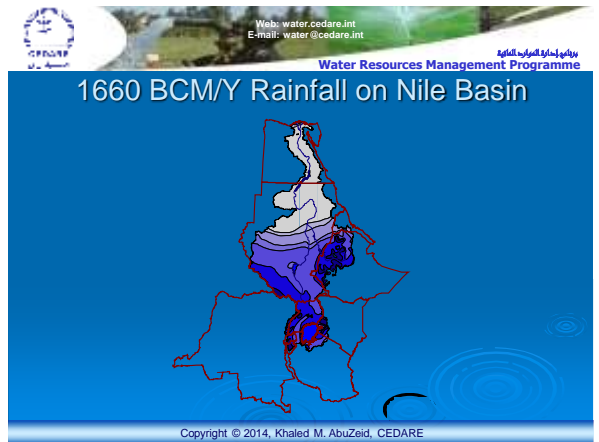 Web: water.cedare.int
E-mail: water@cedare.int
CEDARE
برنامج إدارة الموارد المائية
Water Resources Management Programme
1660 BCM/Y Rainfall on Nile Basin
Copyright © 2014, Khaled M. AbuZeid, CEDARE